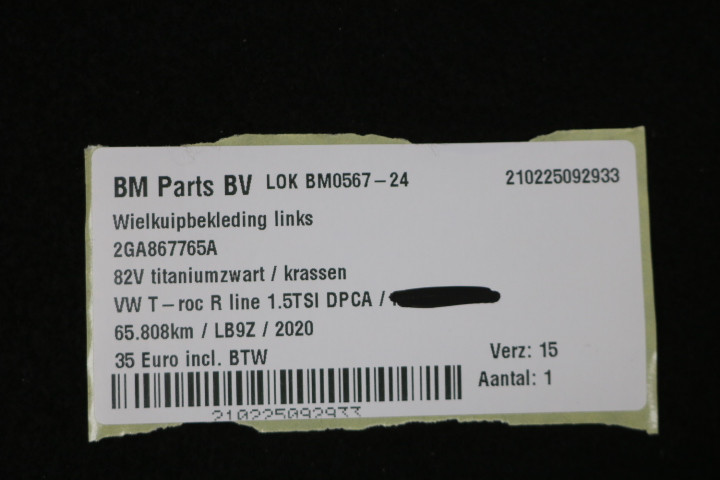 BM Parts BV LOK BM0567-24 210225092933
Wielkuipbekleding links
2GA867765A
82V titaniumzwart / krassen
VW T-roc R line 1.5TSI DPCA /
65.808km / LB9Z / 2020
35 Euro incl. BTW Verz: 15
Aantal: 1
210225092933